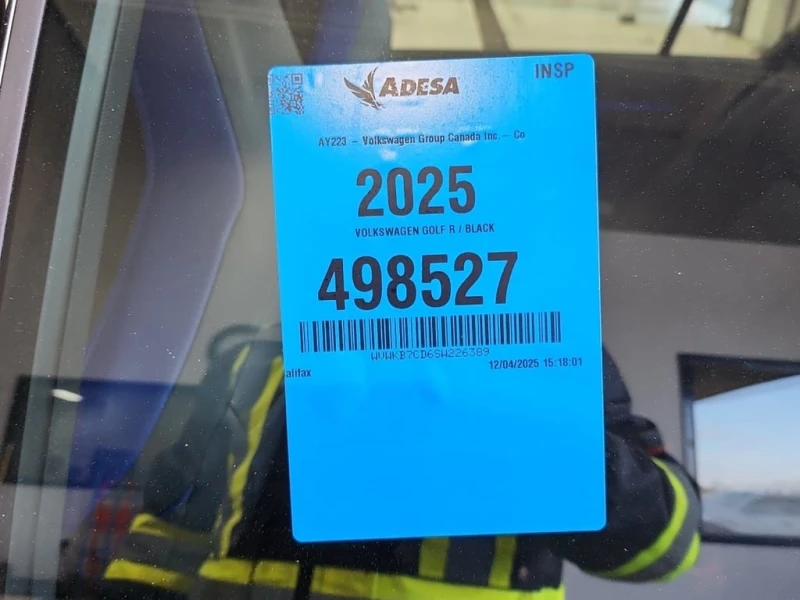 ADESA
INSP
AY223 - Volkswagen Group Canada Inc. - Co
2025
VOLKSWAGEN GOLF R / BLACK
498527
WVWKB7CD6SW226389
alifax
12/04/2025 15:18:01